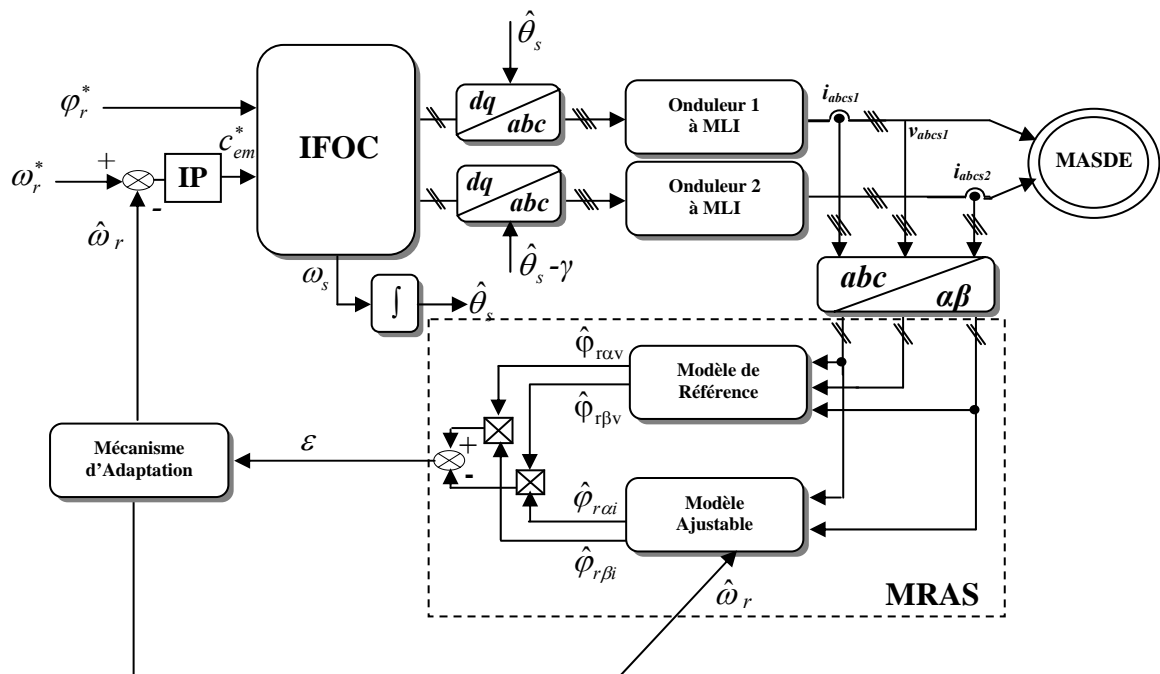 θ̂s
φr*
dq
abc
Onduleur 1
à MLI
iabcs1
vabcs1
MASDE
IFOC
cem*
+
ωr*
IP
-
dq
abc
Onduleur 2
à MLI
iabcs2
ω̂r
ωs
θ̂s-γ
∫
θ̂s
abc
αβ
φ̂rαv
Modèle de
Référence
φ̂rβv
Mécanisme
d'Adaptation
ε
+
-
φ̂rαi
Modèle
Ajustable
φ̂rβi
ω̂r
MRAS